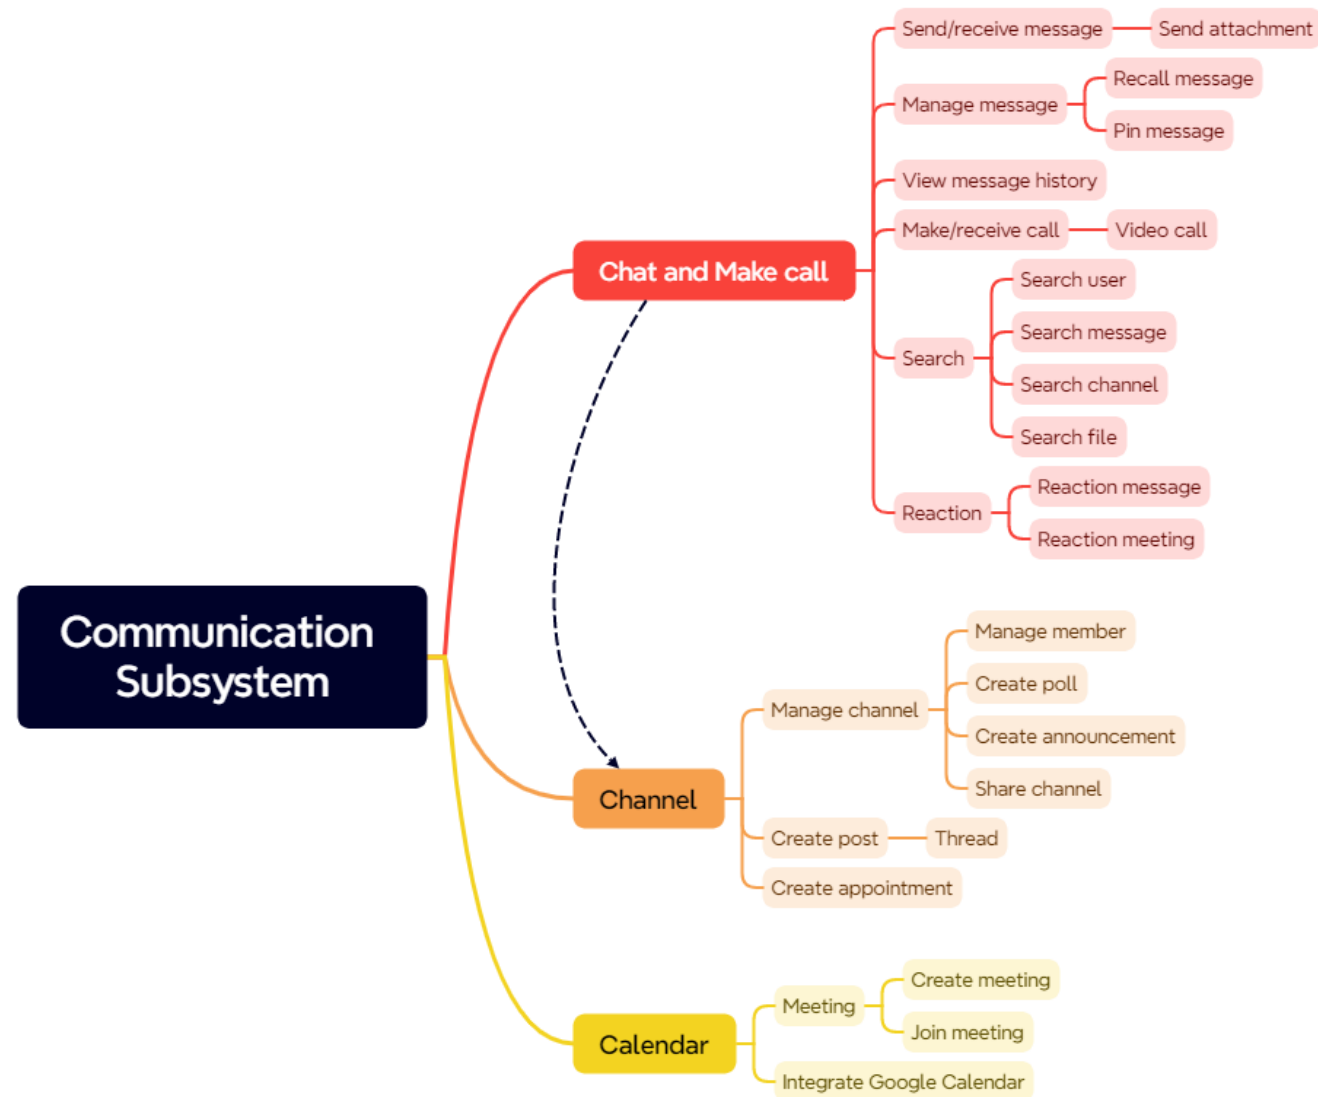 Communication
Subsystem
Chat and Make call
Send/receive message
Send attachment
Manage message
Recall message
Pin message
View message history
Make/receive call
Video call
Search
Search user
Search message
Search channel
Search file
Reaction
Reaction message
Reaction meeting
Channel
Manage channel
Manage member
Create poll
Create announcement
Share channel
Create post
Thread
Create appointment
Calendar
Meeting
Create meeting
Join meeting
Integrate Google Calendar